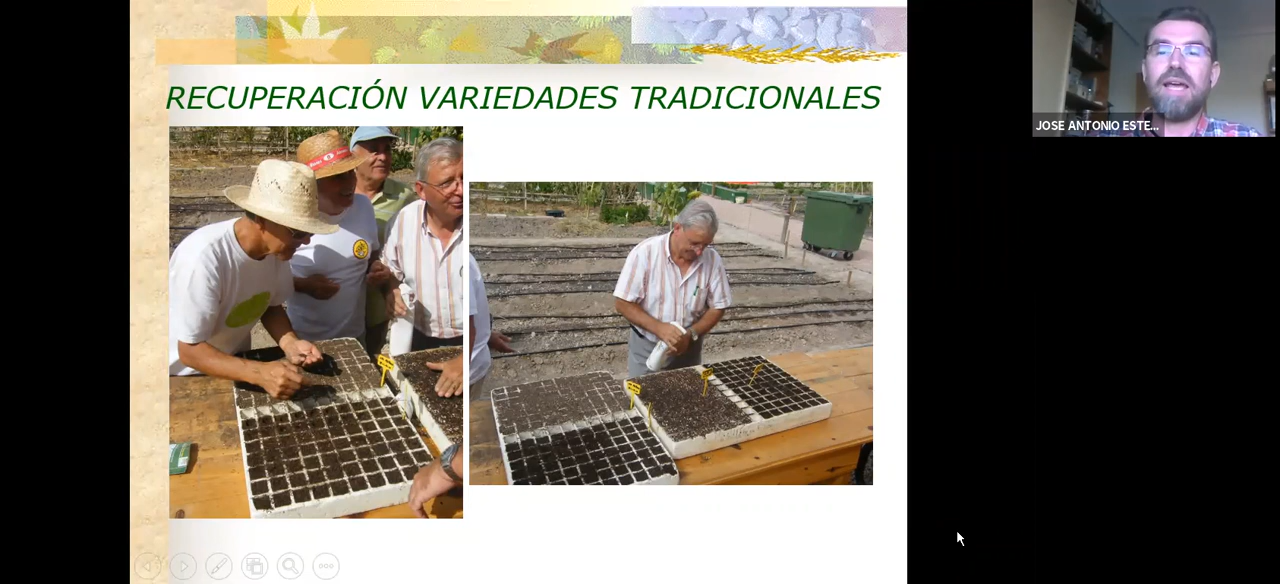 RECUPERACIÓN VARIEDADES TRADICIONALES
JOSE ANTONIO ESTE...